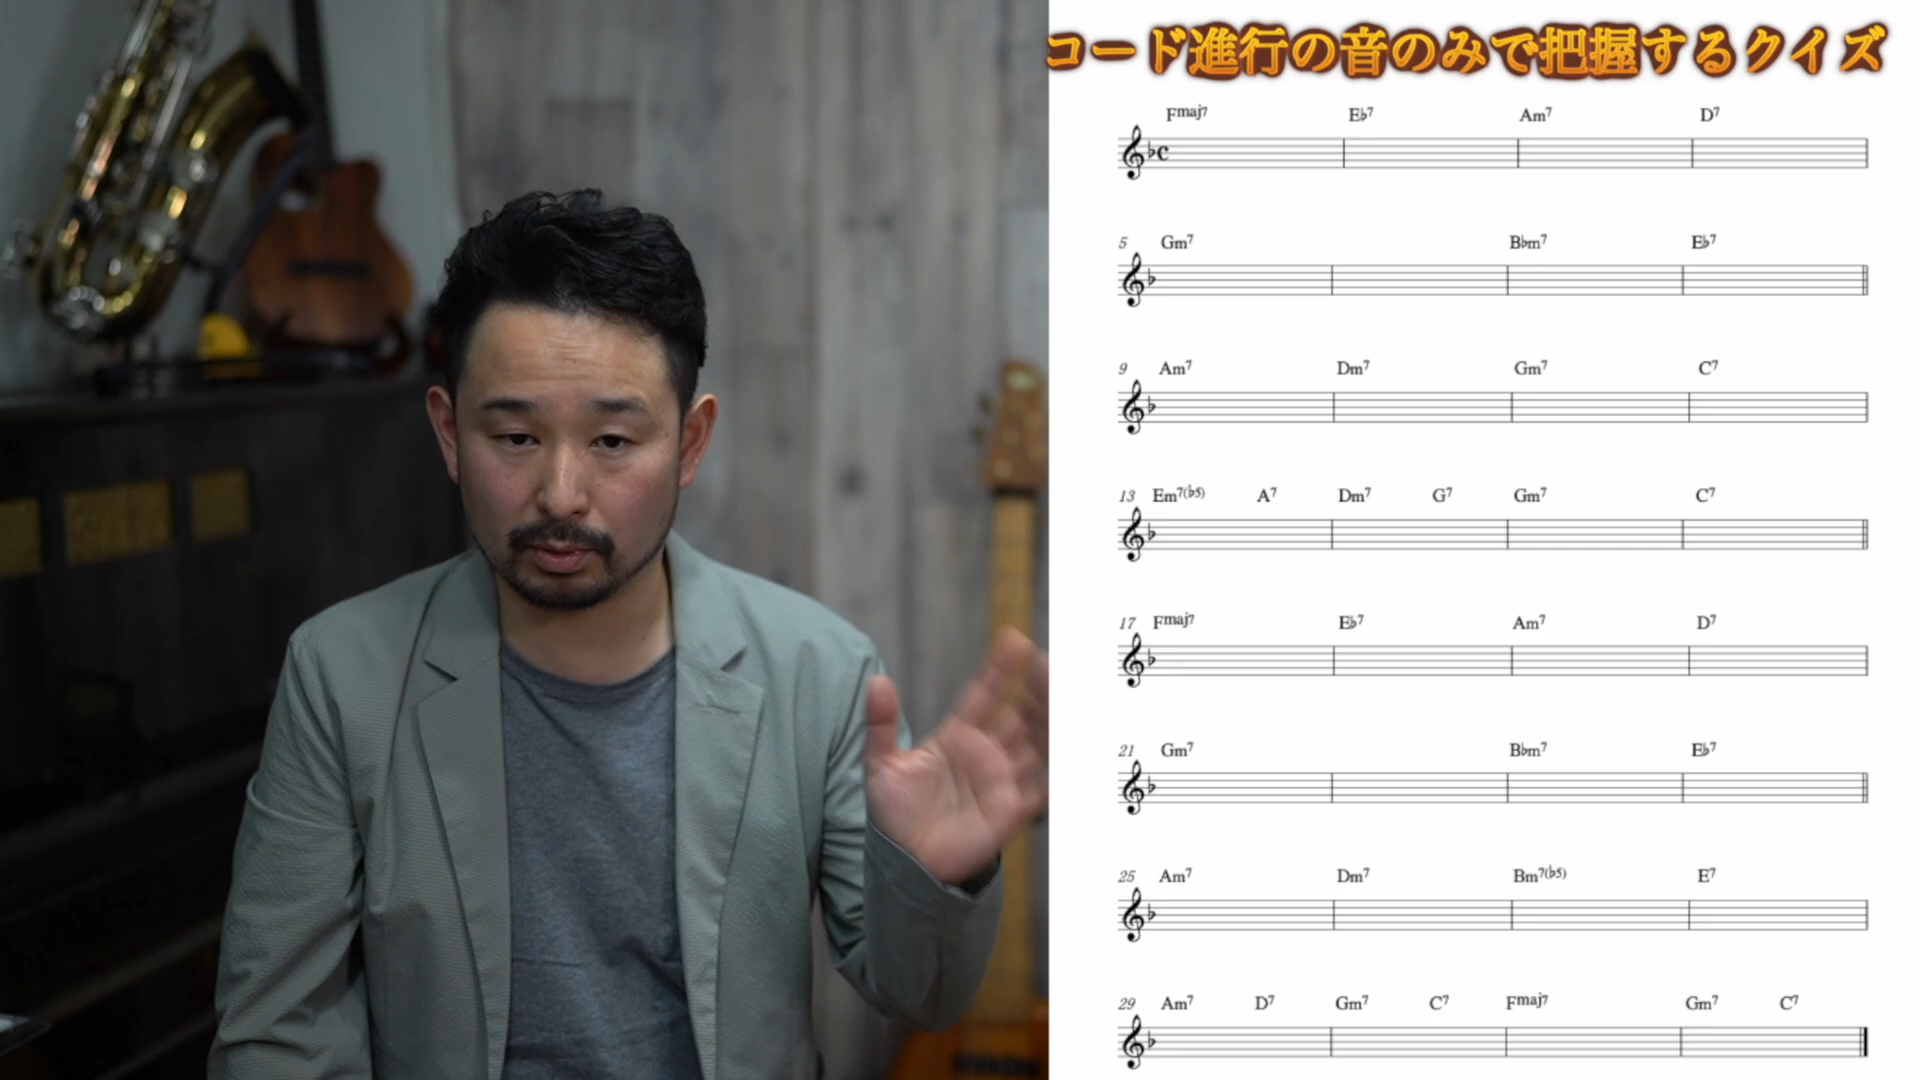 コード進行の音のみで把握するクイズ
Fmaj7 E♭7 Am7 D7
5 Gm7 B♭m7 E♭7
9 Am7 Dm7 Gm7 C7
13 Em7(♭5) A7 Dm7 G7 Gm7 C7
17 Fmaj7 E♭7 Am7 D7
21 Gm7 B♭m7 E♭7
25 Am7 Dm7 Bm7(♭5) E7
29 Am7 D7 Gm7 C7 Fmaj7 Gm7 C7